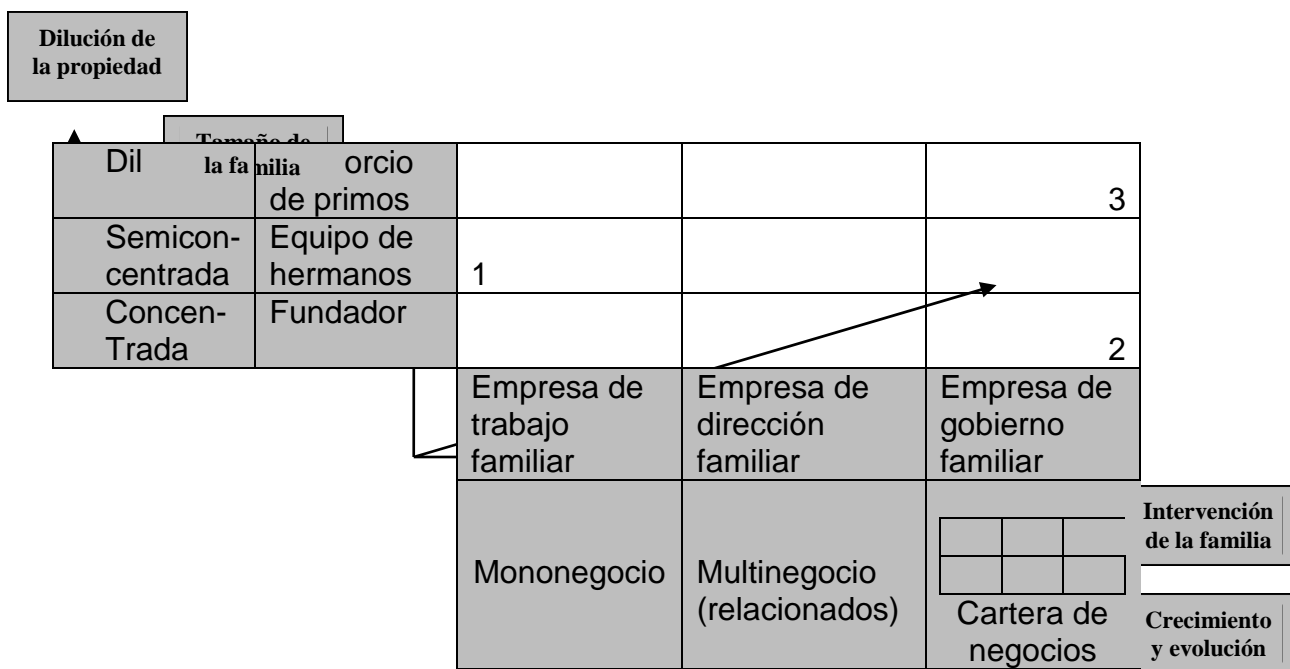 Dilución de
la propiedad
Tamaño de
la familia
Dil
orcio
de primos
3
Semicon-
centrada
Equipo de
hermanos
1
Concen-
Trada
Fundador
2
Empresa de
trabajo
familiar
Empresa de
dirección
familiar
Empresa de
gobierno
familiar
Intervención
de la familia
Mononegocio
Multinegocio
(relacionados)
Cartera de
negocios
Crecimiento
y evolución